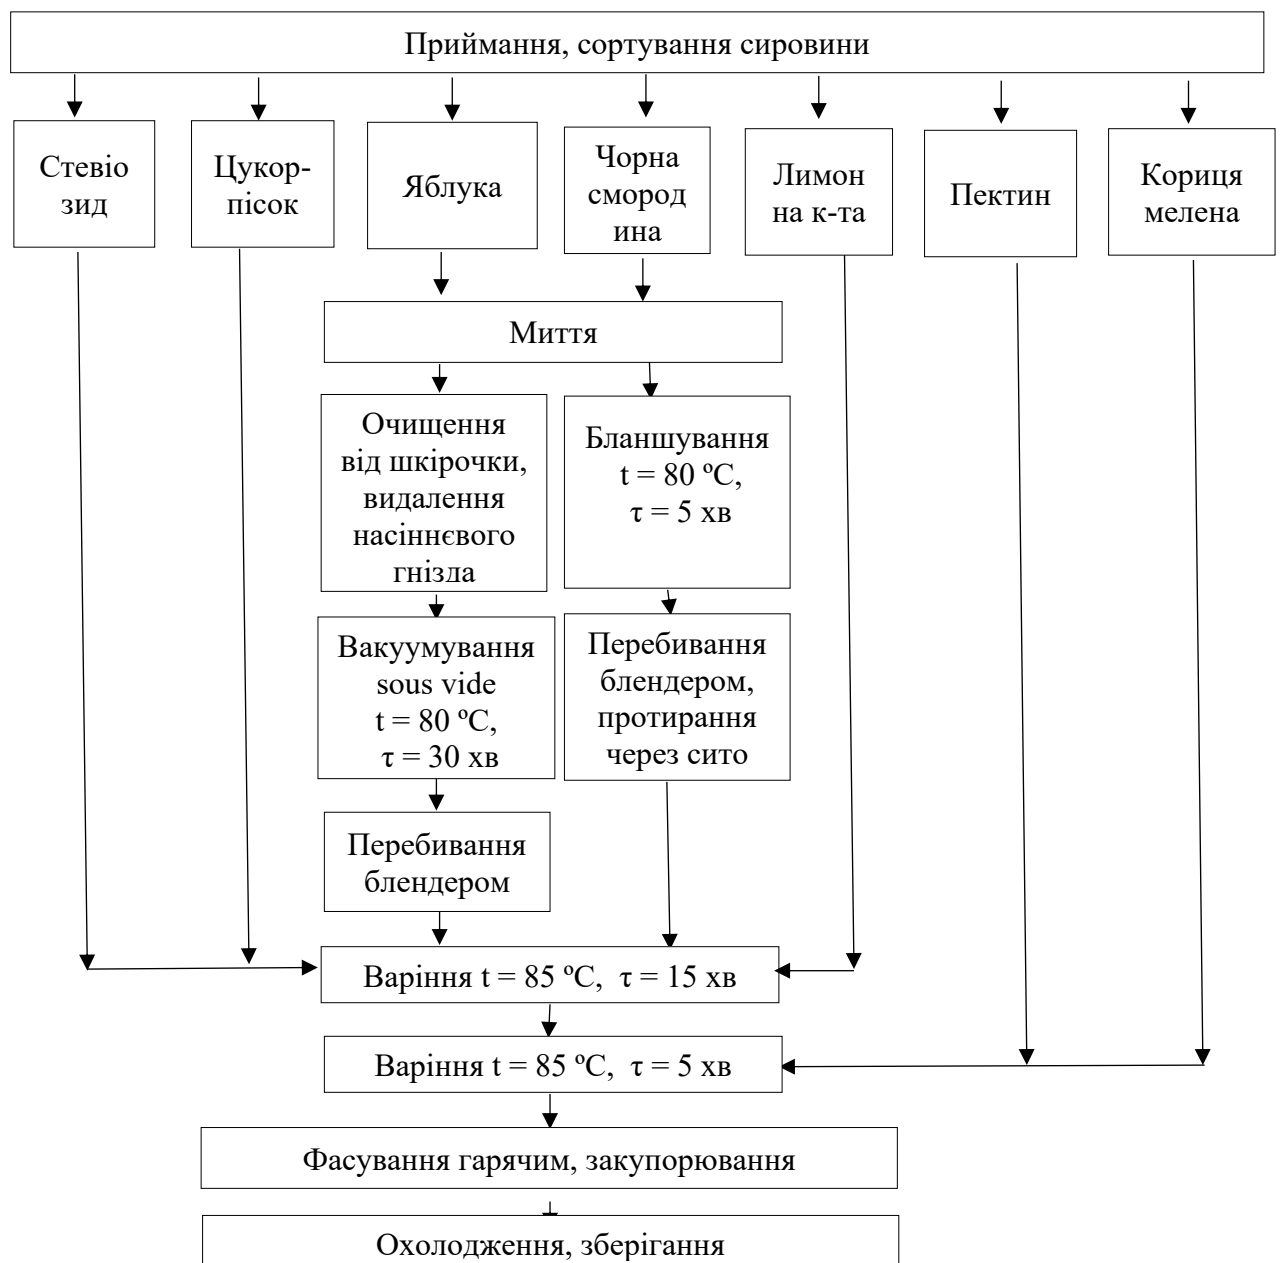 Приймання, сортування сировини
Стевіо
зид
Цукор-
пісок
Яблука
Чорна
смород
ина
Лимон
на к-та
Пектин
Кориця
мелена
Миття
Очищення
від шкірочки,
видалення
насіннєвого
гнізда
Бланшування
t = 80 ºC,
τ = 5 хв
Вакуумування
sous vide
t = 80 ºC,
τ = 30 хв
Перебивання
блендером,
протирання
через сито
Перебивання
блендером
Варіння t = 85 ºC, τ = 15 хв
Варіння t = 85 ºC, τ = 5 хв
Фасування гарячим, закупорювання
Охолодження, зберігання